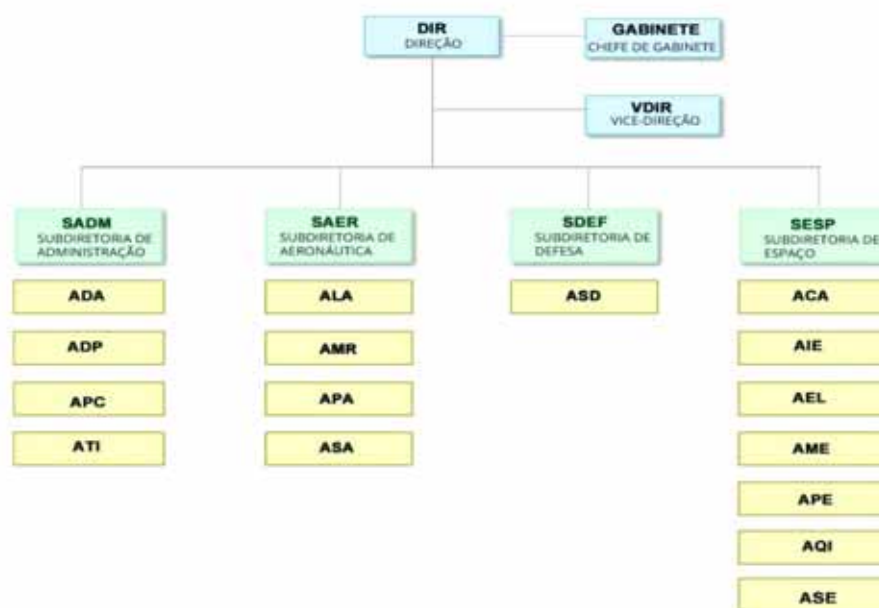 DIR
DIREÇÃO
GABINETE
CHEFE DE GABINETE
VDIR
VICE-DIREÇÃO
SADM
SUBDIRETORIA DE
ADMINISTRAÇÃO
ADA
ADP
APC
ATI
SAER
SUBDIRETORIA DE
AERONÁUTICA
ALA
AMR
APA
ASA
SDEF
SUBDIRETORIA DE
DEFESA
ASD
SESP
SUBDIRETORIA DE
ESPAÇO
ACA
AIE
AEL
AME
APE
AQI
ASE